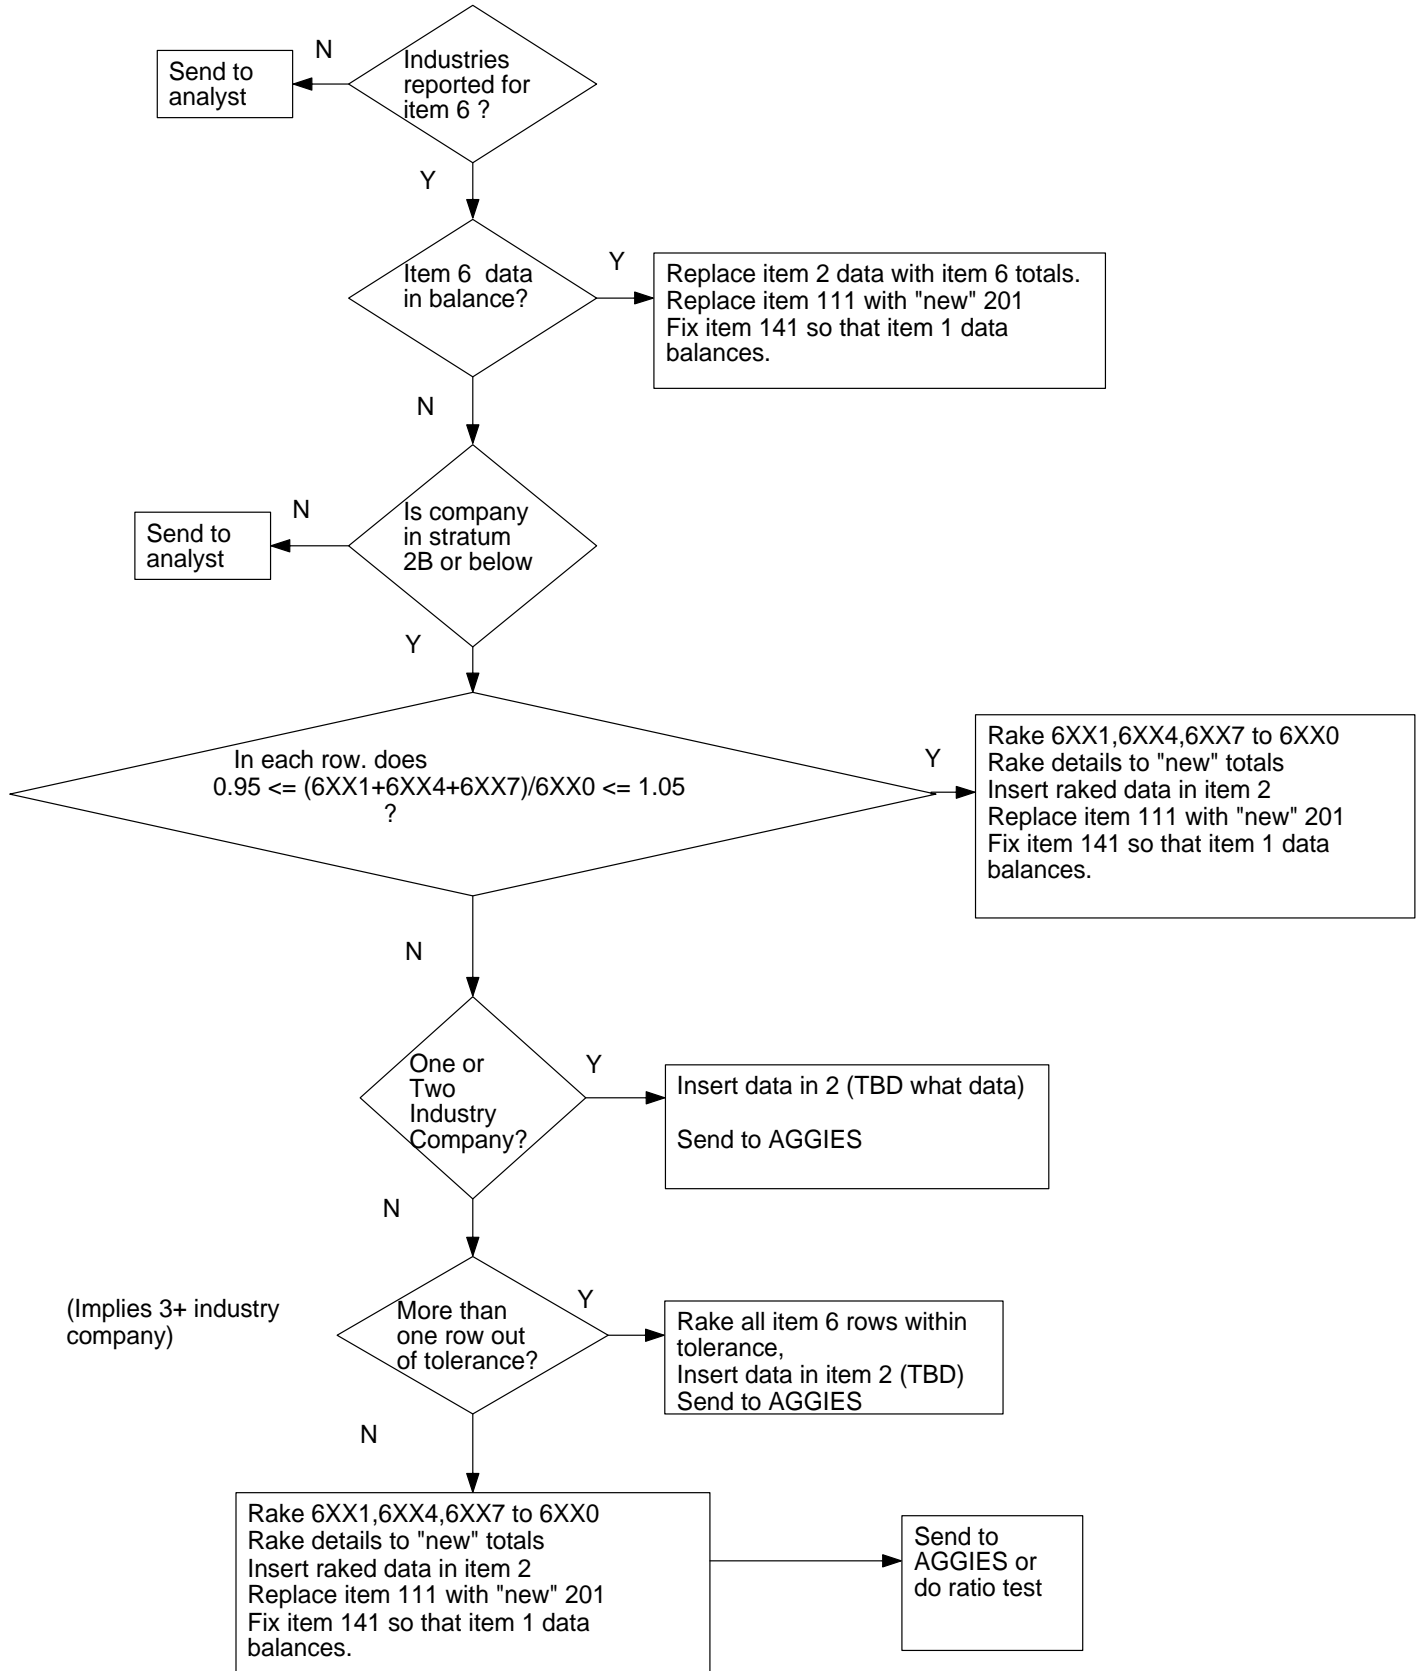 N
Industries
reported for
item 6 ?
Send to
analyst
Y
Item 6  data
in balance?
Y
Replace item 2 data with item 6 totals.
Replace item 111 with "new" 201
Fix item 141 so that item 1 data
balances.
N
Is company
in stratum
2B or below
N
Send to
analyst
Y
In each row. does
0.95 <= (6XX1+6XX4+6XX7)/6XX0 <= 1.05
?
Y
Rake 6XX1,6XX4,6XX7 to 6XX0
Rake details to "new" totals
Insert raked data in item 2
Replace item 111 with "new" 201
Fix item 141 so that item 1 data
balances.
N
One or
Two
Industry
Company?
Y
Insert data in 2 (TBD what data)
Send to AGGIES
N
(Implies 3+ industry
company)
More than
one row out
of tolerance?
Y
Rake all item 6 rows within
tolerance,
Insert data in item 2 (TBD)
Send to AGGIES
N
Rake 6XX1,6XX4,6XX7 to 6XX0
Rake details to "new" totals
Insert raked data in item 2
Replace item 111 with "new" 201
Fix item 141 so that item 1 data
balances.
Send to
AGGIES or
do ratio test